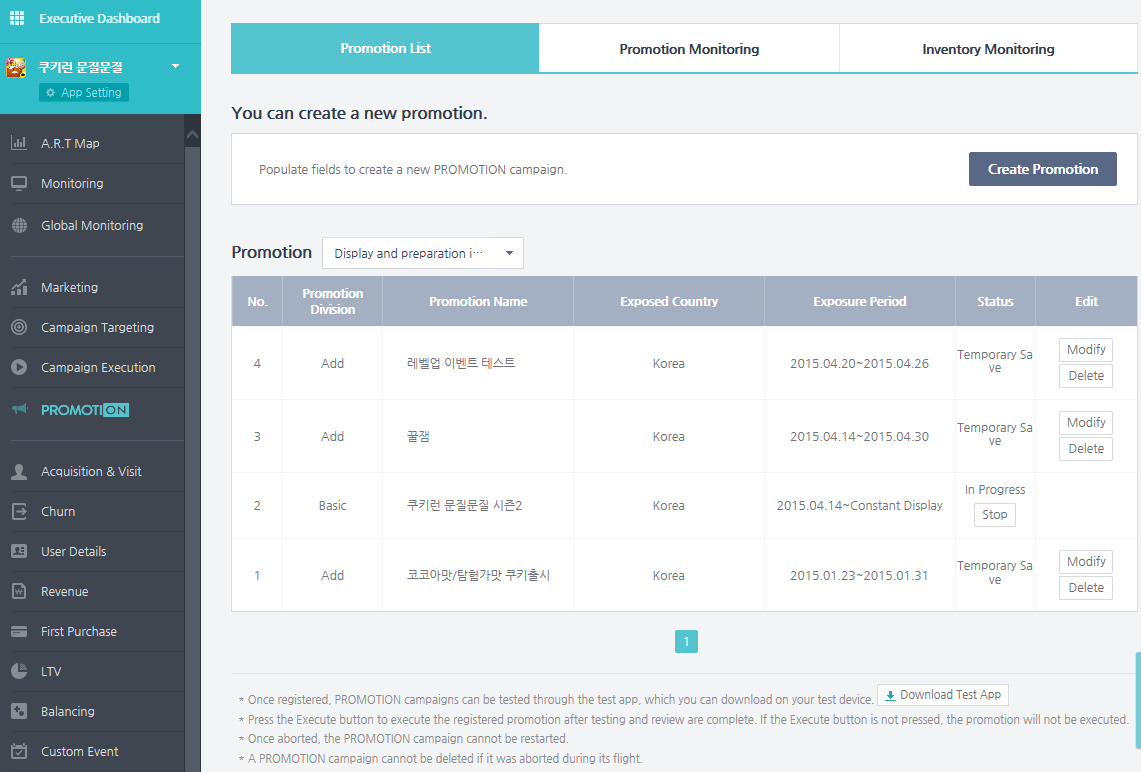 Executive Dashboard
쿠키런 문질문질
App Setting
A.R.T Map
Monitoring
Global Monitoring
Marketing
Campaign Targeting
Campaign Execution
PROMOTION
Acquisition & Visit
Churn
User Details
Revenue
First Purchase
LTV
Balancing
Custom Event
Promotion List
Promotion Monitoring
Inventory Monitoring
You can create a new promotion.
Populate fields to create a new PROMOTION campaign.
Create Promotion
Promotion
Display and preparation i…
No.
Promotion
Division
Promotion Name
Exposed Country
Exposure Period
Status
Edit
4
Add
레벨업 이벤트 테스트
Korea
2015.04.20~2015.04.26
Temporary Sa
ve
Modify
Delete
3
Add
꿀잼
Korea
2015.04.14~2015.04.30
Temporary Sa
ve
Modify
Delete
2
Basic
쿠키런 문질문질 시즌2
Korea
2015.04.14~Constant Display
In Progress
Stop
1
Add
코코아맛/탐험가맛 쿠키출시
Korea
2015.01.23~2015.01.31
Temporary Sa
ve
Modify
Delete
1
* Once registered, PROMOTION campaigns can be tested through the test app, which you can download on your test device. Download Test App
* Press the Execute button to execute the registered promotion after testing and review are complete. If the Execute button is not pressed, the promotion will not be executed.
* Once aborted, the PROMOTION campaign cannot be restarted.
* A PROMOTION campaign cannot be deleted if it was aborted during its flight.